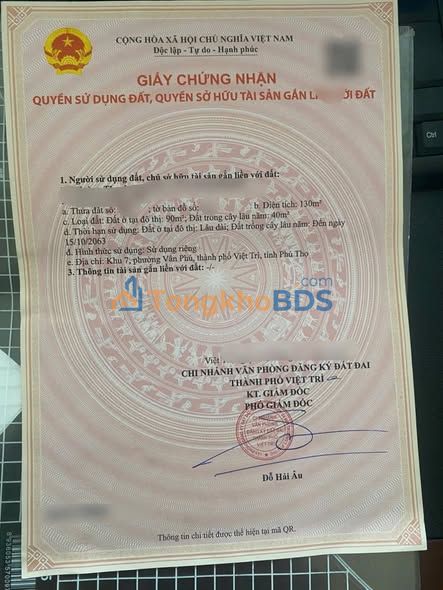 CỘNG HÒA XÃ HỘI CHỦ NGHĨA VIỆT NAM
Độc lập - Tự do - Hạnh phúc
GIẤY CHỨNG NHẬN
QUYỀN SỬ DỤNG ĐẤT, QUYỀN SỞ HỮU TÀI SẢN GẮN LIỀN VỚI ĐẤT
1. Người sử dụng đất, chủ sở hữu tài sản gắn liền với đất:
a. Thửa đất số: ; tờ bản đồ số: b. Diện tích: 130m²
c. Loại đất: Đất ở tại đô thị: 90m²; Đất trồng cây lâu năm: 40m²
d. Thời hạn sử dụng: Đất ở tại đô thị: Lâu dài; Đất trồng cây lâu năm: Đến ngày
15/10/2063
đ. Hình thức sử dụng: Sử dụng riêng
e. Địa chỉ: Khu 7, phường Vân Phú, thành phố Việt Trì, tỉnh Phú Thọ
3. Thông tin tài sản gắn liền với đất: -/-
TongkhoBDS.com
Việt
CHI NHÁNH VĂN PHÒNG ĐĂNG KÝ ĐẤT ĐAI
THÀNH PHỐ VIỆT TRÌ
KT. GIÁM ĐỐC
PHÓ GIÁM ĐỐC
Đỗ Hải Âu
Thông tin chi tiết được thể hiện tại mã QR.
Ctrl